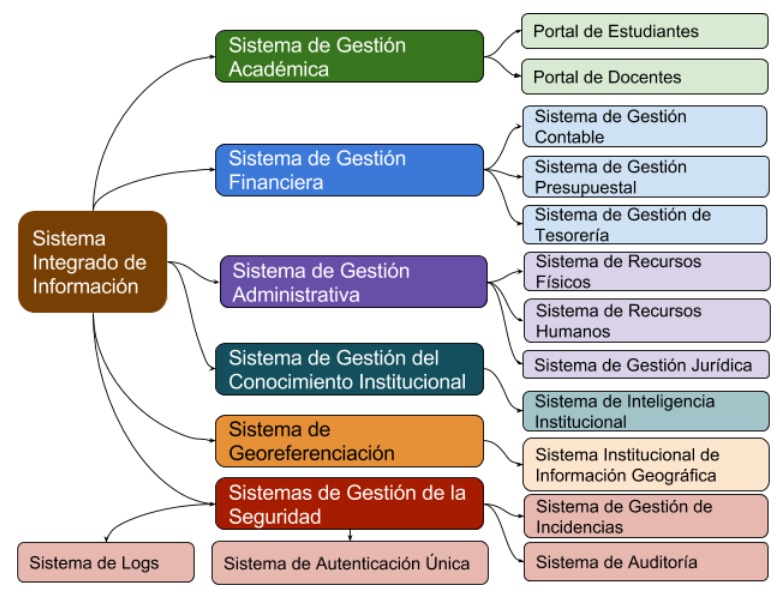 Sistema
Integrado de
Información
Sistema de Gestión
Académica
Portal de Estudiantes
Portal de Docentes
Sistema de Gestión
Financiera
Sistema de Gestión
Contable
Sistema de Gestión
Presupuestal
Sistema de Gestión de
Tesorería
Sistema de Gestión
Administrativa
Sistema de Recursos
Físicos
Sistema de Recursos
Humanos
Sistema de Gestión Jurídica
Sistema de Gestión del
Conocimiento Institucional
Sistema de Inteligencia
Institucional
Sistema de
Georeferenciación
Sistema Institucional de
Información Geográfica
Sistemas de Gestión de la
Seguridad
Sistema de Gestión de
Incidencias
Sistema de Auditoría
Sistema de Autenticación Única
Sistema de Logs